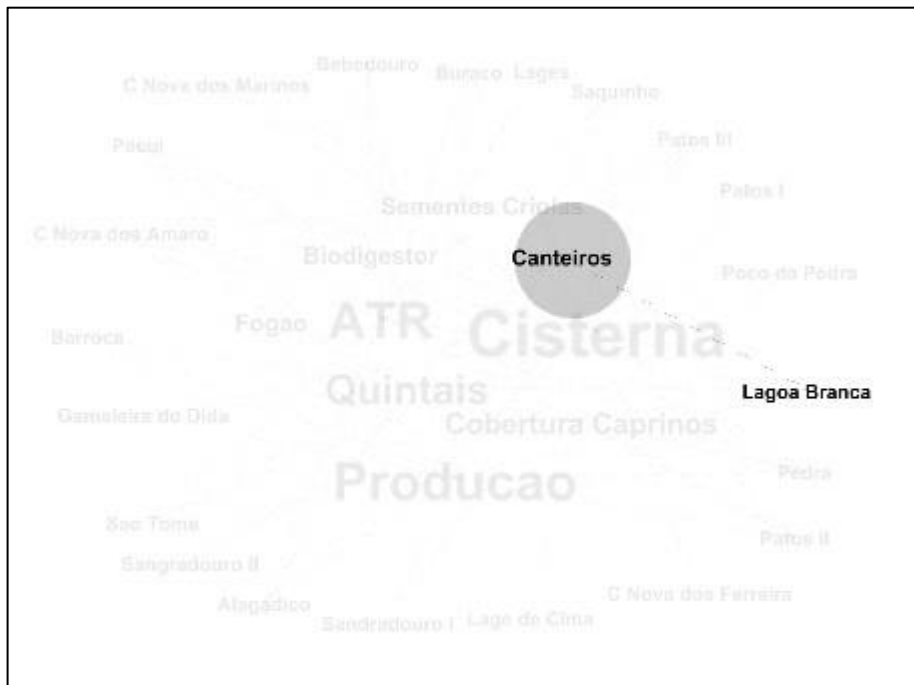 Bebedouro
Buraco
Lages
C Nova dos Marinos
Saquinho
Patos III
Pacui
Patos I
Sementes Criolas
C Nova dos Amaro
Biodigestor
Canteiros
Poco da Pedra
ATR
Cisterna
Fogao
Barroca
Quintais
Lagoa Branca
Gameleira do Dida
Cobertura Caprinos
Pedra
Producao
Sao Tome
Patos II
Sangradouro II
C Nova dos Ferreira
Alagadico
Sandradouro I
Lage de Cima